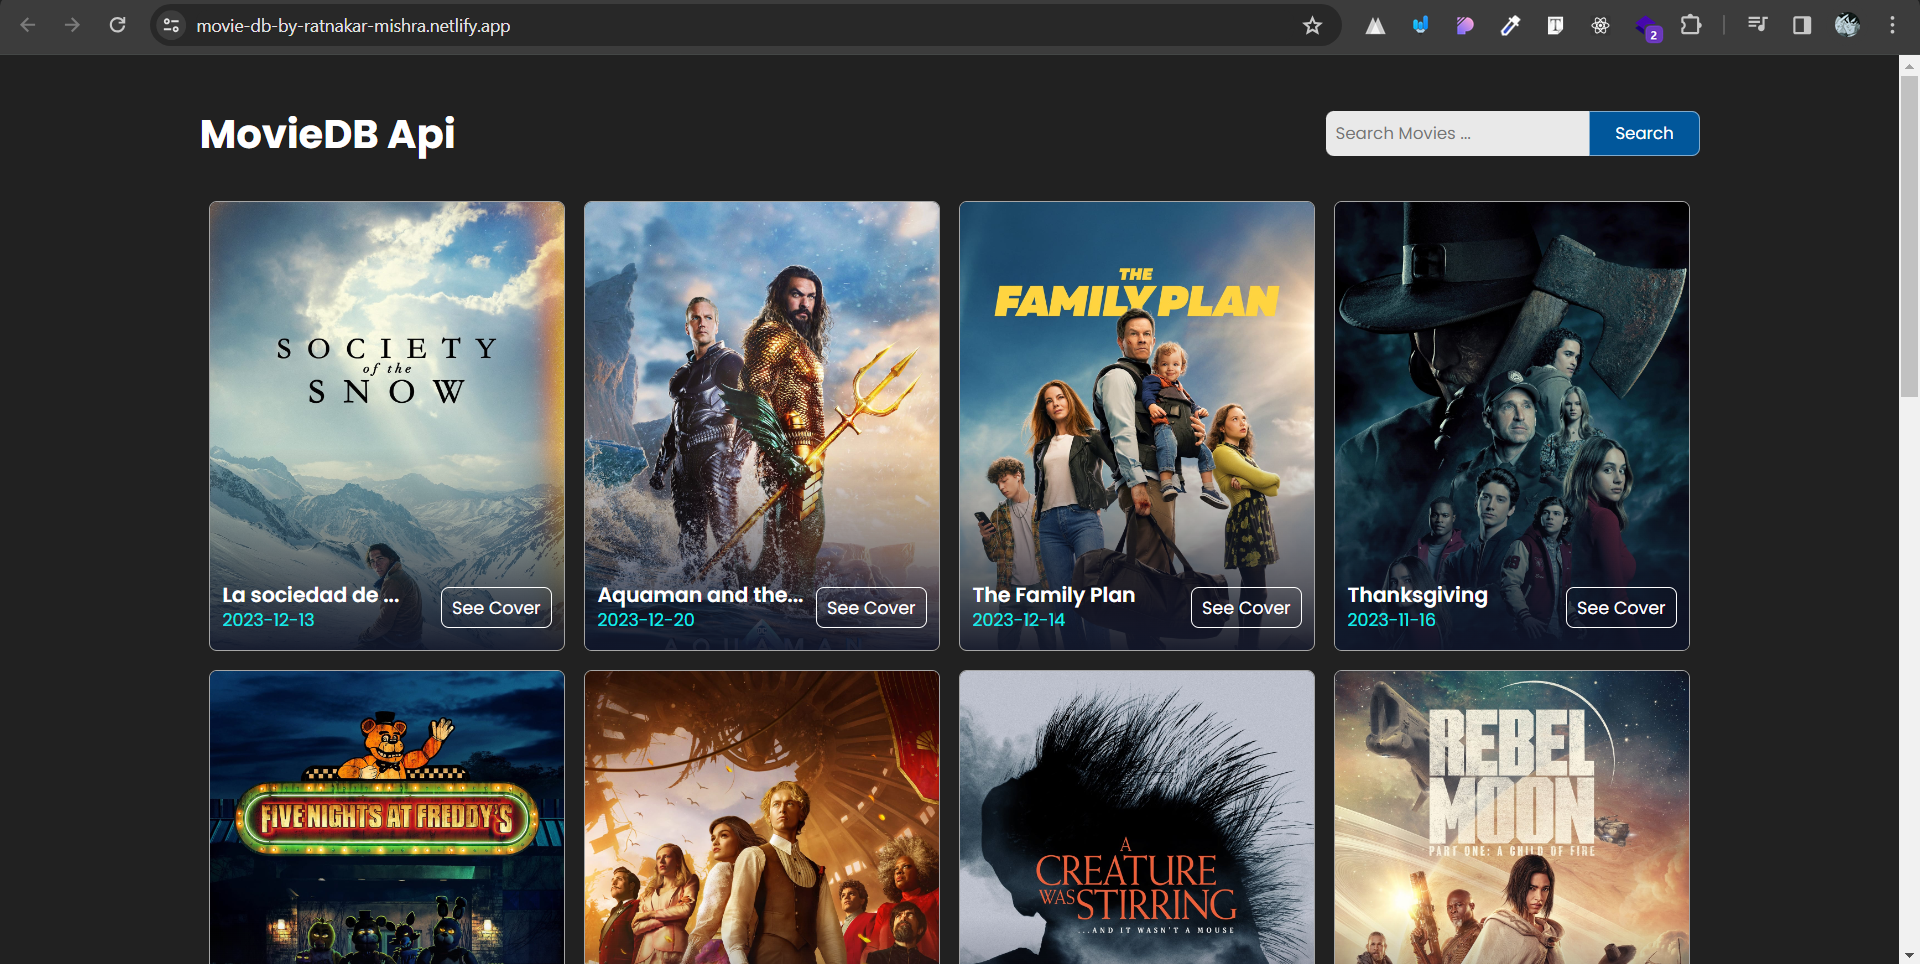 movie-db-by-ratnakar-mishra.netlify.app
2
MovieDB Api
Search Movies ...
Search
SOCIETY
of the
SNOW
La sociedad de ...
2023-12-13
See Cover
AQUAMAN
Aquaman and the...
2023-12-20
See Cover
THE
FAMILY PLAN
The Family Plan
2023-12-14
See Cover
Thanksgiving
2023-11-16
See Cover
FIVE NIGHTS AT FREDDY'S
A
CREATURE
WAS STIRRING
...AND IT WASN'T A MOUSE
REBEL
MOON
PART ONE: A CHILD OF FIRE